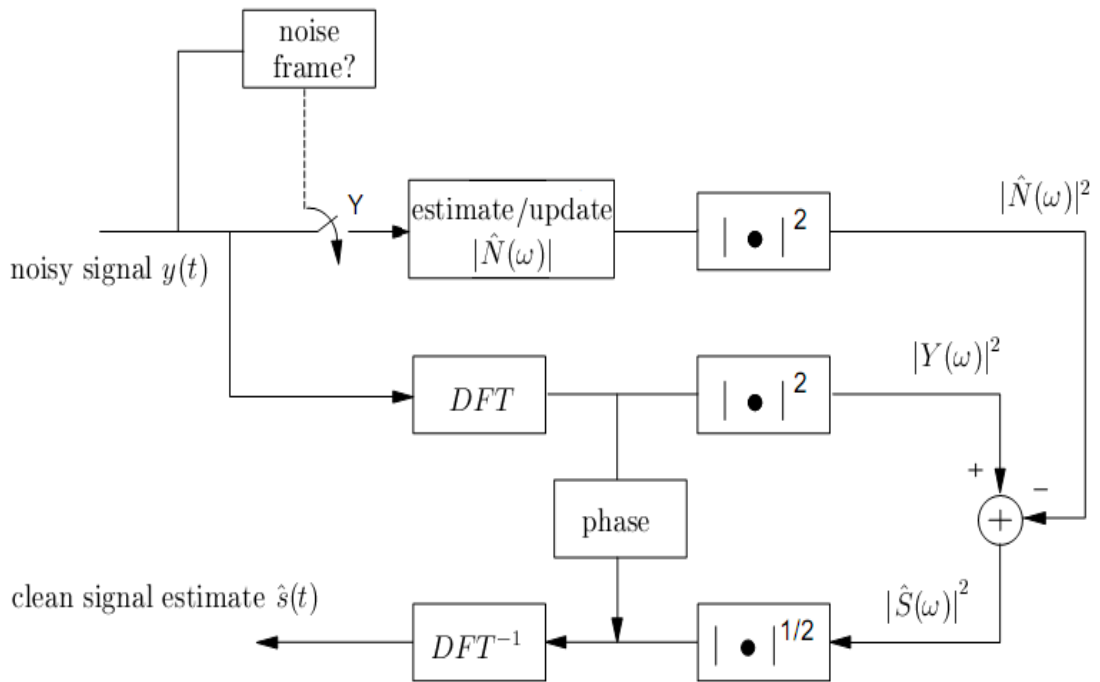 noise
frame?
Y
estimate/update
|N̂(ω)|
| • | 2
|N̂(ω)|²
noisy signal y(t)
DFT
| • | 2
|Y(ω)|²
+
−
+
phase
clean signal estimate ŝ(t)
DFT⁻¹
| • | 1/2
|Ŝ(ω)|²